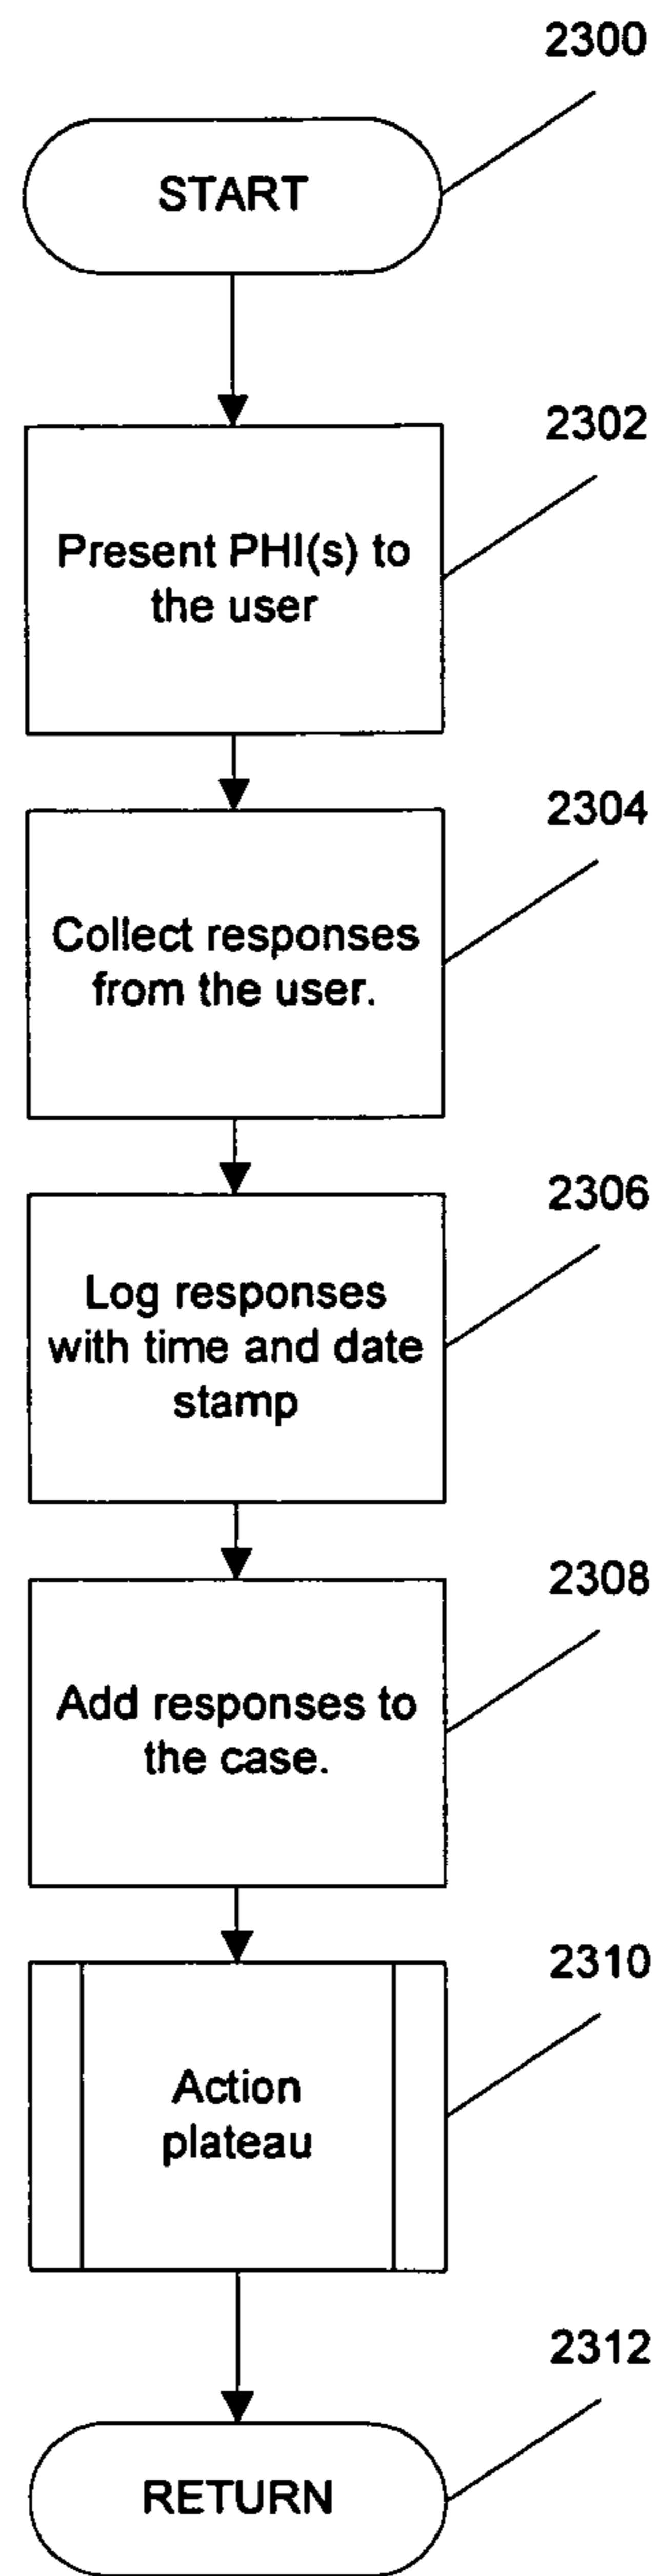 2300
START
2302
Present PHI(s) to
the user
2304
Collect responses
from the user.
2306
Log responses
with time and date
stamp
2308
Add responses to
the case.
2310
Action
plateau
2312
RETURN